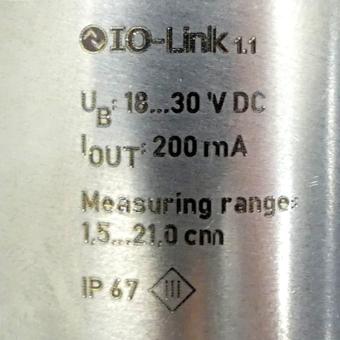 IO-Link 1.1
UB: 18...30 V DC
IOUT: 200 mA
Measuring range:
1,5...21,0 cm
IP 67 III